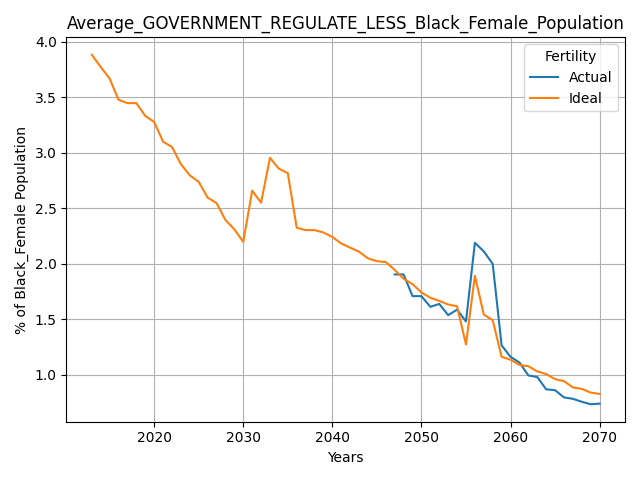 Average_GOVERNMENT_REGULATE_LESS_Black_Female_Population
4.0
3.5
3.0
2.5
2.0
1.5
1.0
% of Black_Female Population
Fertility
Actual
Ideal
2020 2030 2040 2050 2060 2070
Years